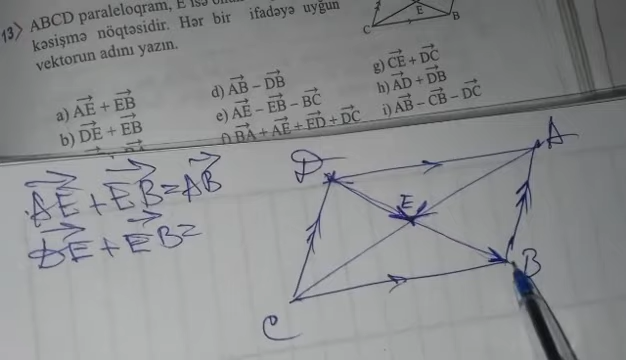 13) ABCD paraleloqram, E isə
kəsişmə nöqtəsidir. Hər bir ifadəyə uyğun
vektorun adını yazın.
a) AE + EB
b) DE + EB
d) AB − DB
e) AE − EB − BC
f) BA + AE + ED + DC
g) CE + DC
h) AD + DB
i) AB − CB − DC
E
C
B
AE + EB = AB
DE + EB =
D
A
E
B
C